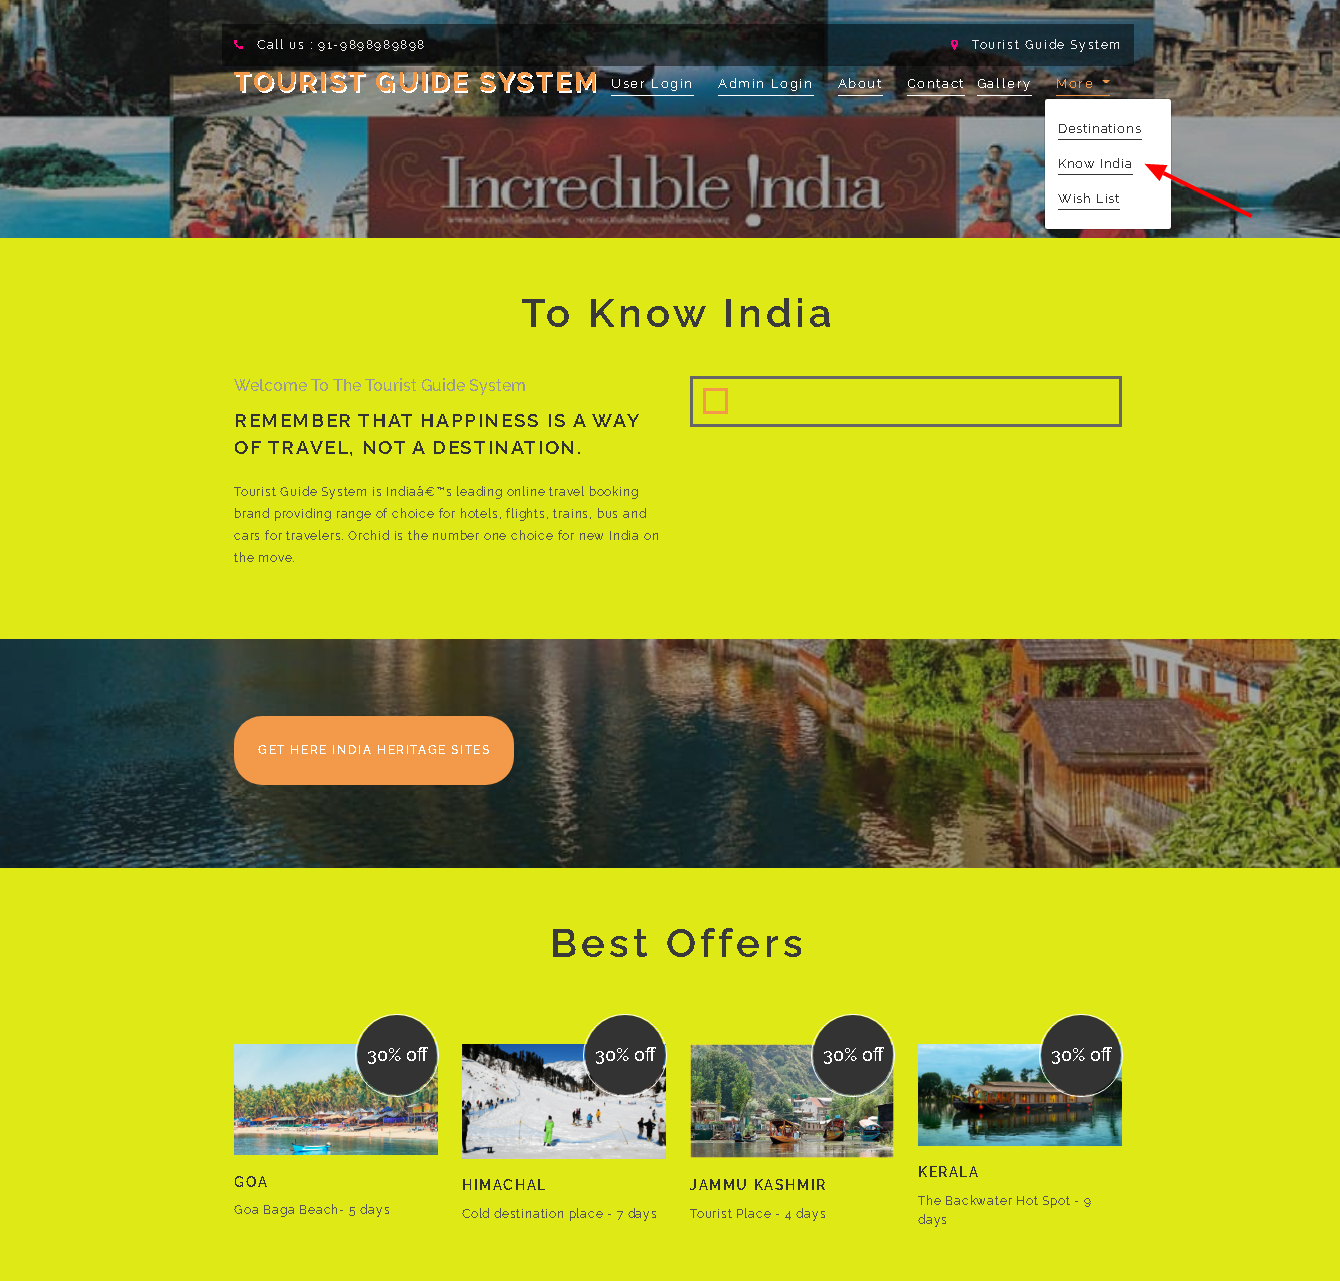 Call us : 91-9898989898
Tourist Guide System
TOURIST GUIDE SYSTEM
User Login
Admin Login
About
Contact
Gallery
More
Destinations
Know India
Wish List
Incredible !ndia
To Know India
Welcome To The Tourist Guide System
REMEMBER THAT HAPPINESS IS A WAY
OF TRAVEL, NOT A DESTINATION.
Tourist Guide System is Indiaâ€™s leading online travel booking
brand providing range of choice for hotels, flights, trains, bus and
cars for travelers. Orchid is the number one choice for new India on
the move.
GET HERE INDIA HERITAGE SITES
Best Offers
30% off
30% off
30% off
30% off
GOA
Goa Baga Beach- 5 days
HIMACHAL
Cold destination place - 7 days
JAMMU KASHMIR
Tourist Place - 4 days
KERALA
The Backwater Hot Spot - 9
days